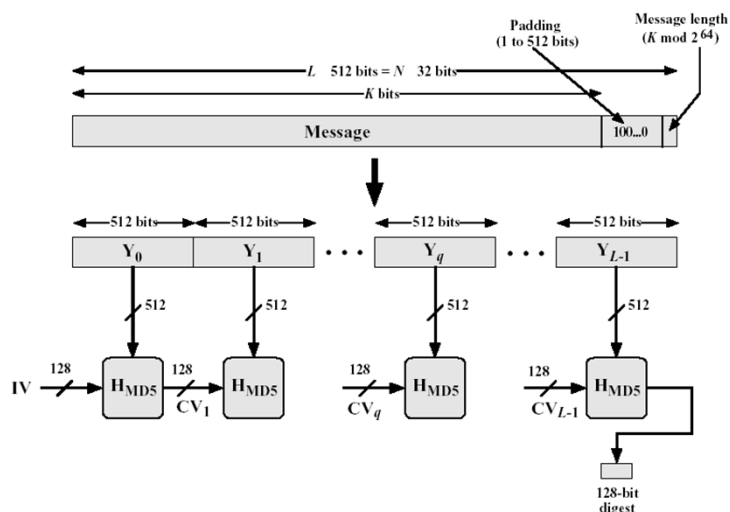 Padding
(1 to 512 bits)
Message length
(K mod 2^64)
L 512 bits = N 32 bits
K bits
Message
100...0
512 bits
512 bits
512 bits
512 bits
Y0
Y1
• • •
Yq
• • •
YL-1
512
512
512
512
IV
128
HMD5
128
CV1
HMD5
128
CVq
HMD5
128
CVL-1
HMD5
128-bit
digest